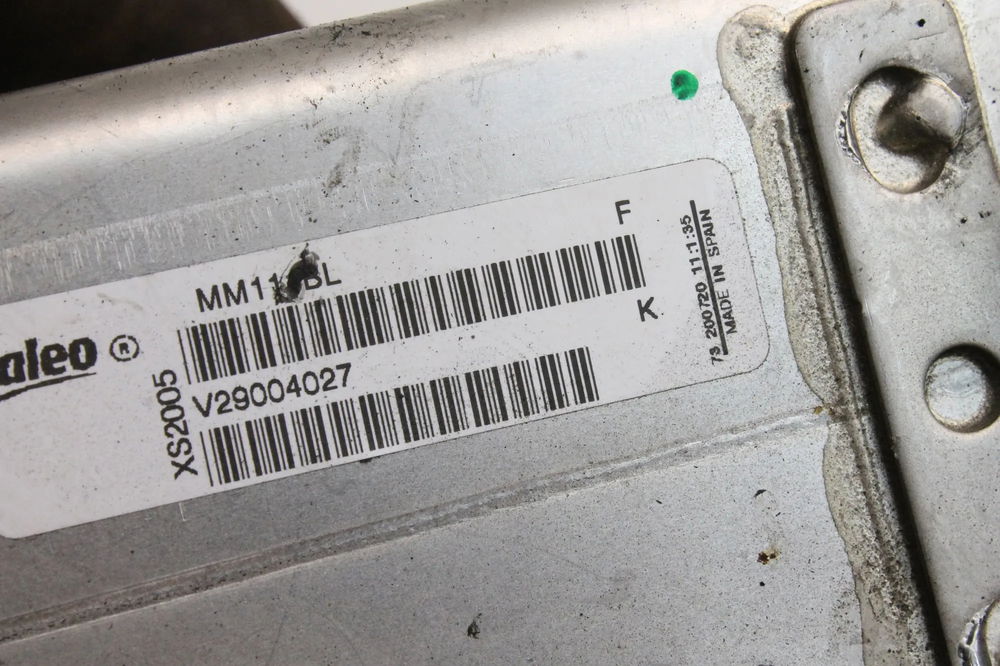 aleo ®
XS2005
V29004027
F
K
73 200720 11:1:35
MADE IN SPAIN